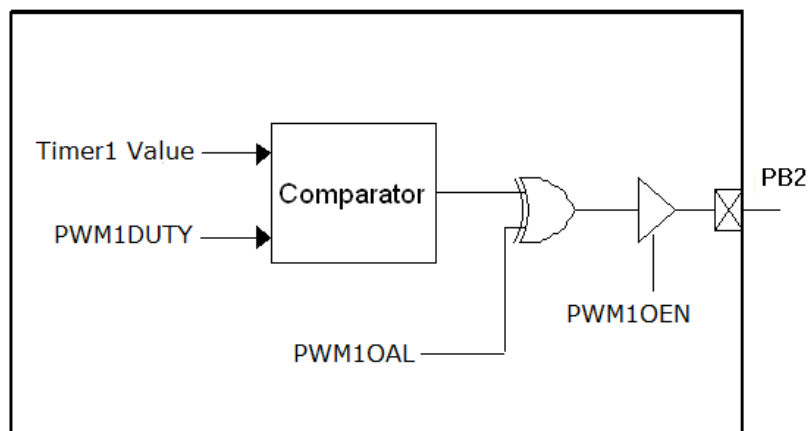 Timer1 Value
Comparator
PB2
PWM1DUTY
PWM1OEN
PWM1OAL